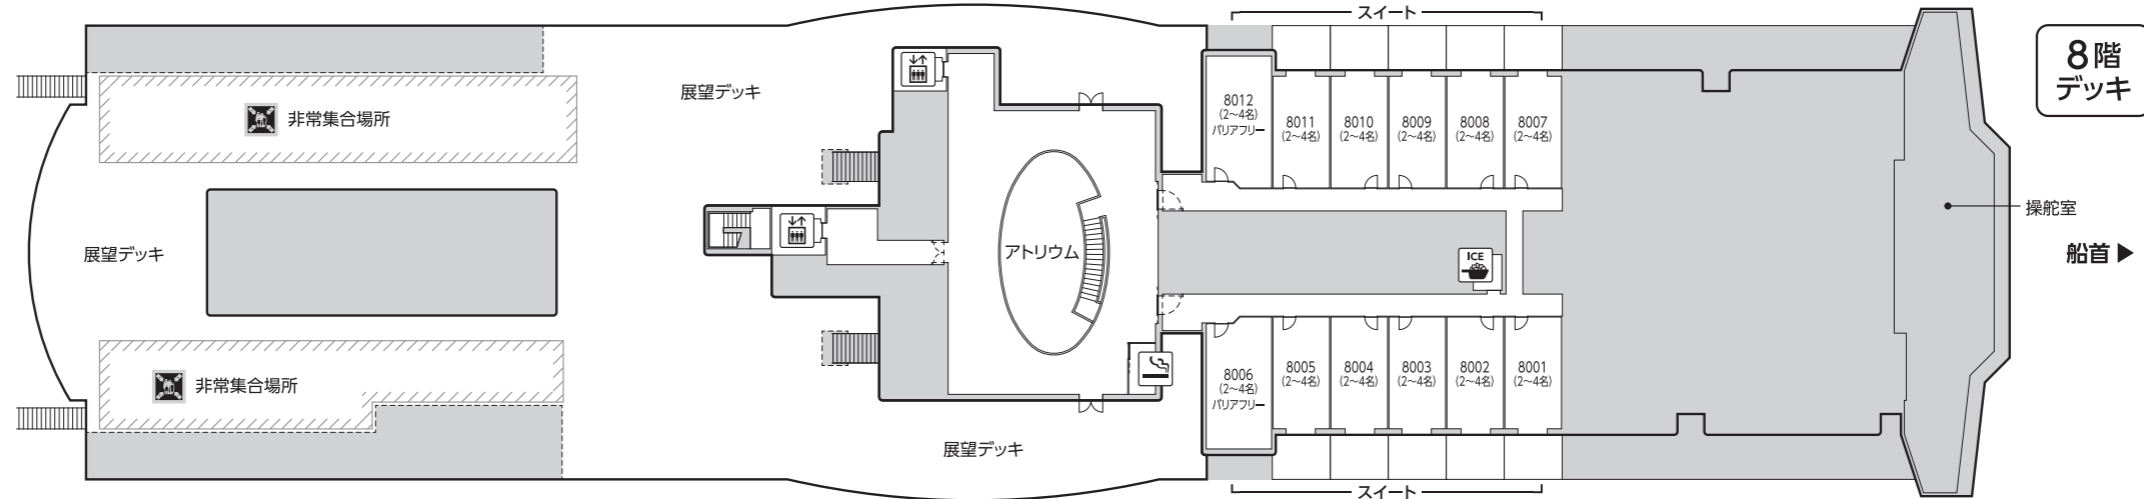 スイート
8階
デッキ
展望デッキ
非常集合場所
8012
(2〜4名)
バリアフリー
8011
(2〜4名)
8010
(2〜4名)
8009
(2〜4名)
8008
(2〜4名)
8007
(2〜4名)
操舵室
展望デッキ
アトリウム
ICE
船首 ▶
非常集合場所
8006
(2〜4名)
バリアフリー
8005
(2〜4名)
8004
(2〜4名)
8003
(2〜4名)
8002
(2〜4名)
8001
(2〜4名)
展望デッキ
スイート